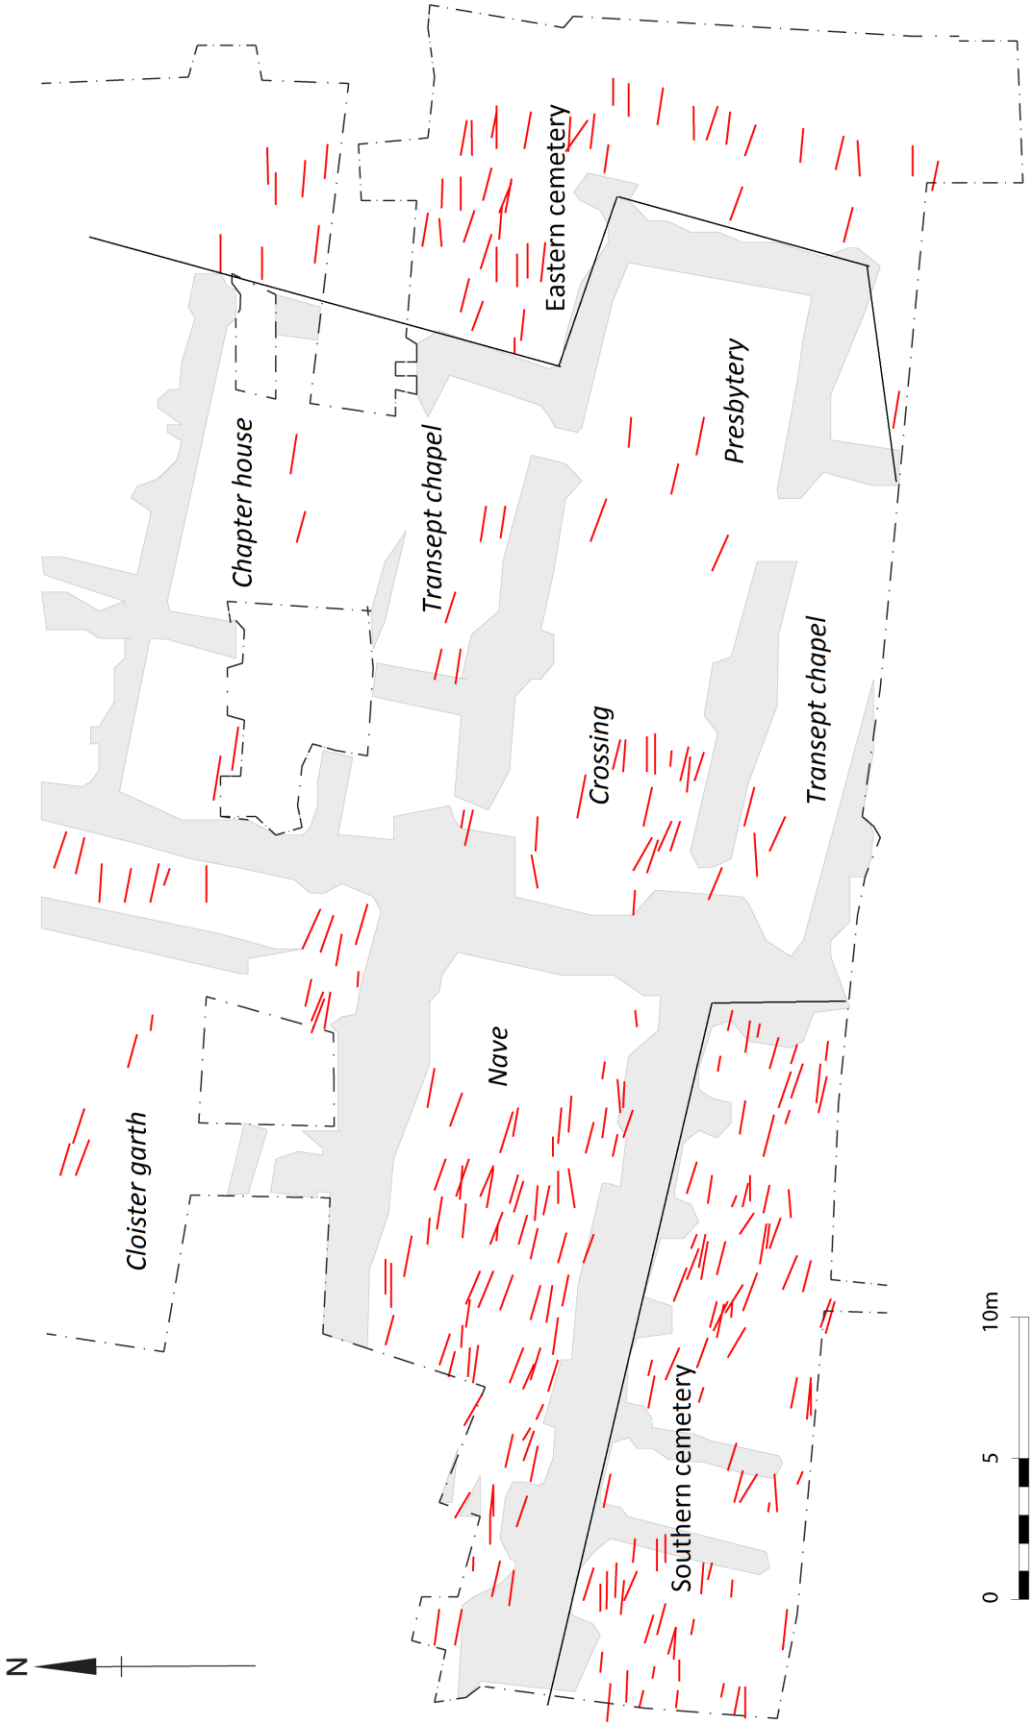 N
Cloister garth
Chapter house
Transept chapel
Eastern cemetery
Nave
Crossing
Presbytery
Transept chapel
Southern cemetery
0 5 10m